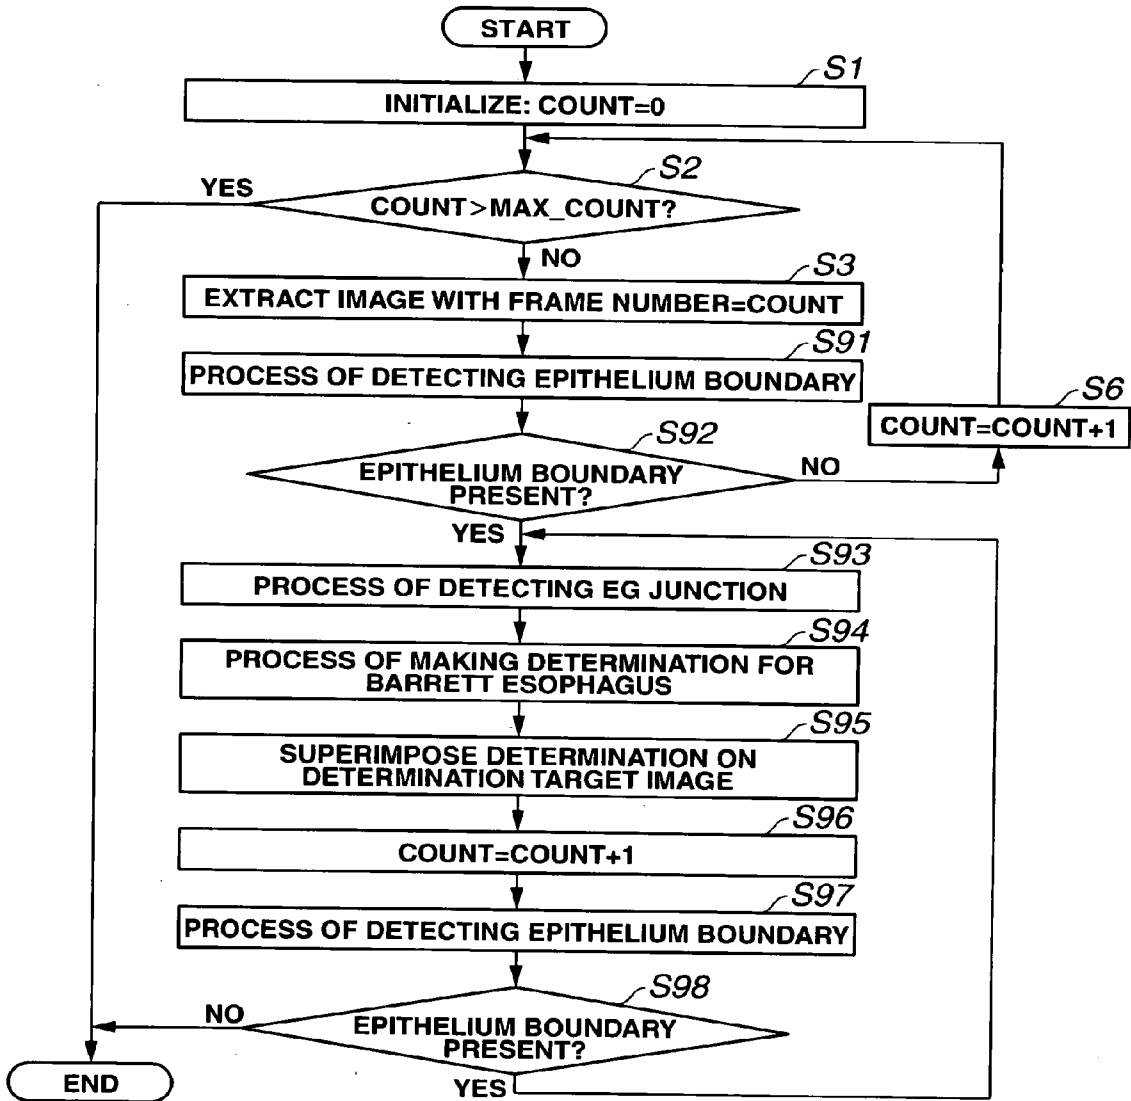 START
S1
INITIALIZE: COUNT=0
S2
YES
COUNT>MAX_COUNT?
NO
S3
EXTRACT IMAGE WITH FRAME NUMBER=COUNT
S91
PROCESS OF DETECTING EPITHELIUM BOUNDARY
S6
COUNT=COUNT+1
S92
EPITHELIUM BOUNDARY
PRESENT?
NO
YES
S93
PROCESS OF DETECTING EG JUNCTION
S94
PROCESS OF MAKING DETERMINATION FOR
BARRETT ESOPHAGUS
S95
SUPERIMPOSE DETERMINATION ON
DETERMINATION TARGET IMAGE
S96
COUNT=COUNT+1
S97
PROCESS OF DETECTING EPITHELIUM BOUNDARY
S98
NO
EPITHELIUM BOUNDARY
PRESENT?
YES
END